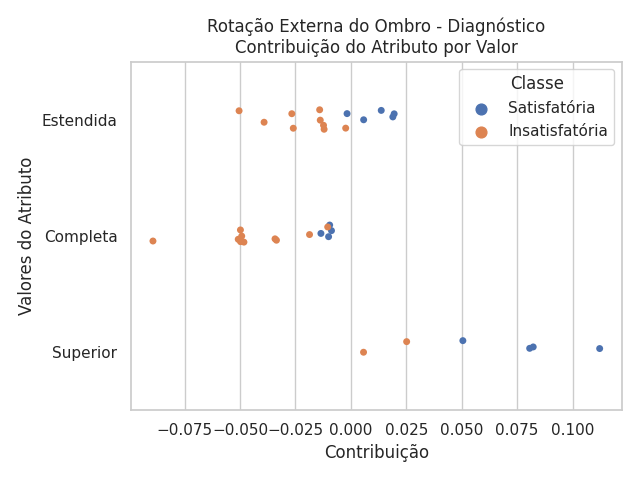 Rotação Externa do Ombro - Diagnóstico
Contribuição do Atributo por Valor
Classe
Satisfatória
Insatisfatória
Valores do Atributo
Estendida
Completa
Superior
−0.075 −0.050 −0.025 0.000 0.025 0.050 0.075 0.100
Contribuição